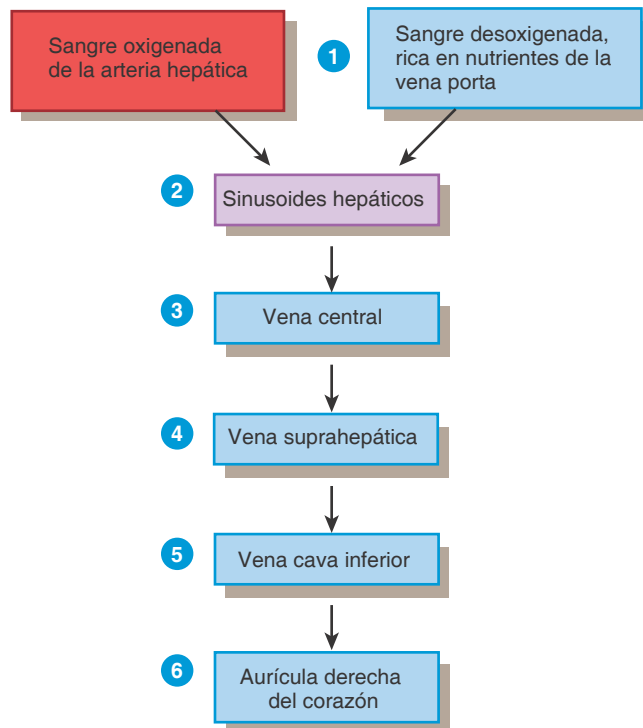 Sangre oxigenada
de la arteria hepática
1
Sangre desoxigenada,
rica en nutrientes de la
vena porta
2
Sinusoides hepáticos
3
Vena central
4
Vena suprahepática
5
Vena cava inferior
6
Aurícula derecha
del corazón